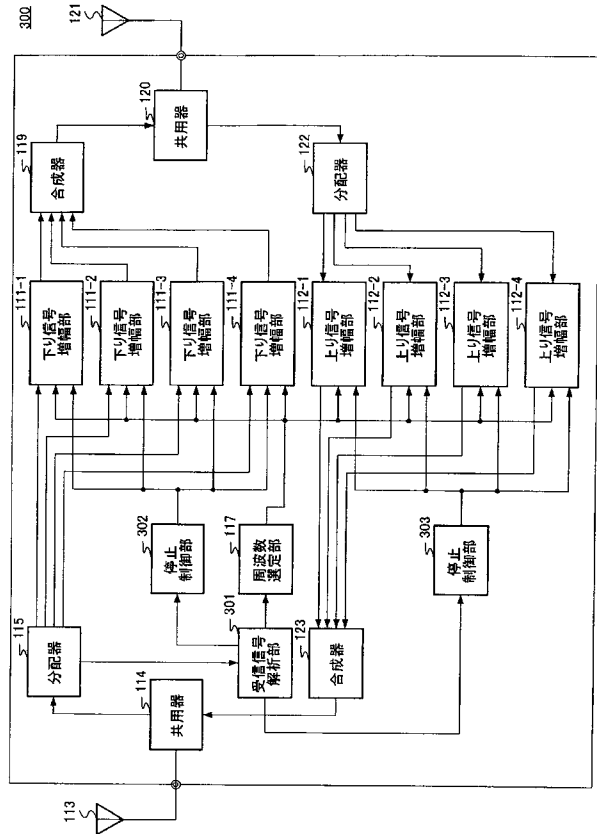 300
113
121
114
共用器
115
分配器
123
合成器
301
受信信号
解析部
302
停止
制御部
117
周波数
選定部
303
停止
制御部
111-1
下り信号
増幅部
111-2
下り信号
増幅部
111-3
下り信号
増幅部
111-4
下り信号
増幅部
112-1
上り信号
増幅部
112-2
上り信号
増幅部
112-3
上り信号
増幅部
112-4
上り信号
増幅部
119
合成器
120
共用器
122
分配器